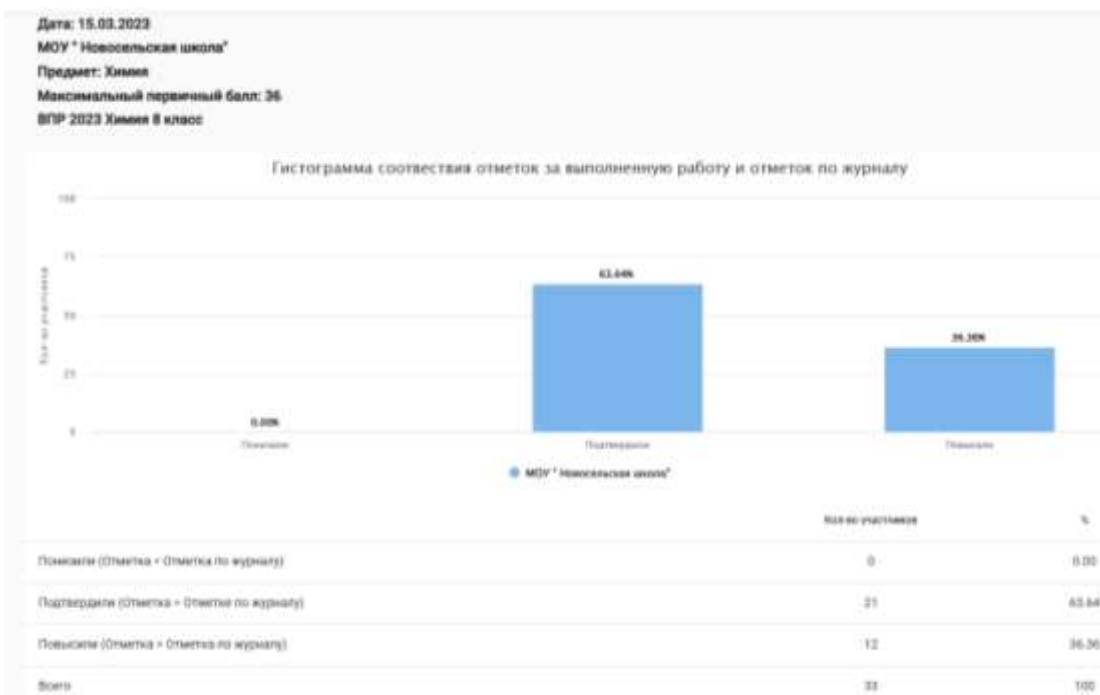 Дата: 15.03.2023
МОУ " Новосельская школа"
Предмет: Химия
Максимальный первичный балл: 36
ВПР 2023 Химия 8 класс
Гистограмма соотвествия отметок за выполненную работу и отметок по журналу
100
75
50
25
0
Кол-во участников
0.00%
63.64%
36.36%
Понизили
Подтвердили
Повысили
МОУ " Новосельская школа"
Кол-во участников %
Понизили (Отметка < Отметка по журналу) 0 0.00
Подтвердили (Отметка = Отметке по журналу) 21 63.64
Повысили (Отметка > Отметка по журналу) 12 36.36
Всего 33 100